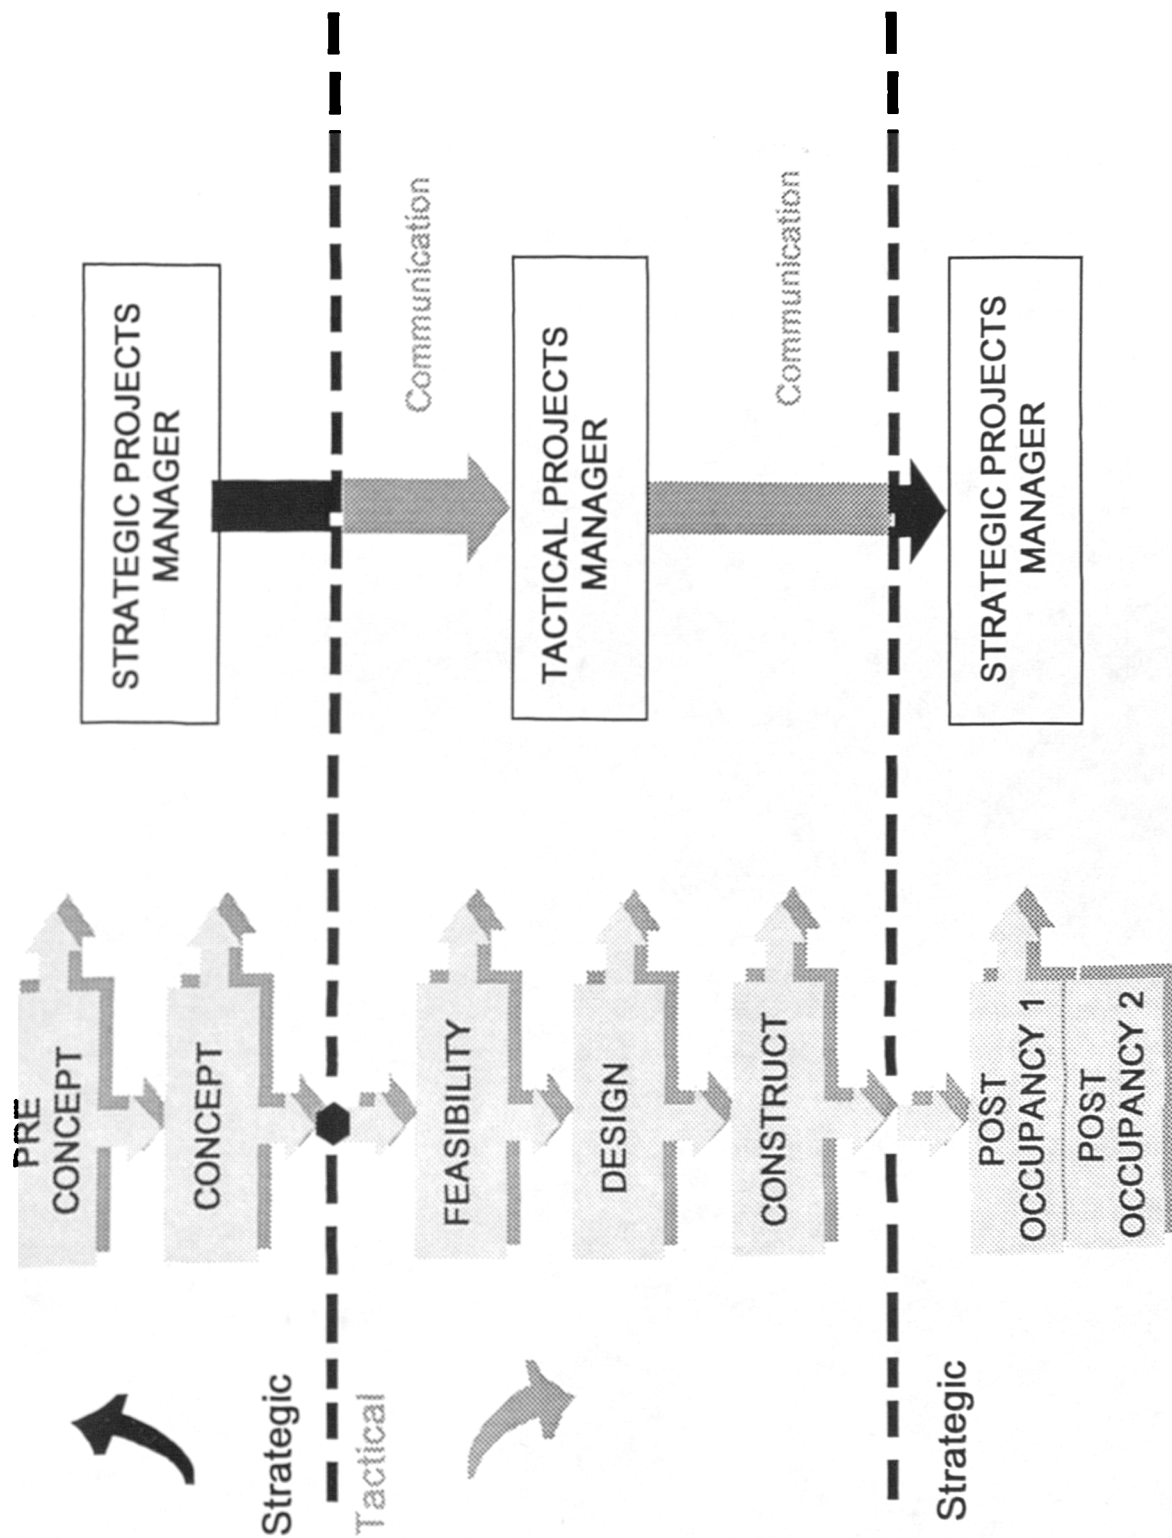 PRE
CONCEPT
CONCEPT
Strategic
Tactical
FEASIBILITY
DESIGN
CONSTRUCT
Strategic
POST
OCCUPANCY 1
POST
OCCUPANCY 2
STRATEGIC PROJECTS
MANAGER
Communication
TACTICAL PROJECTS
MANAGER
Communication
STRATEGIC PROJECTS
MANAGER